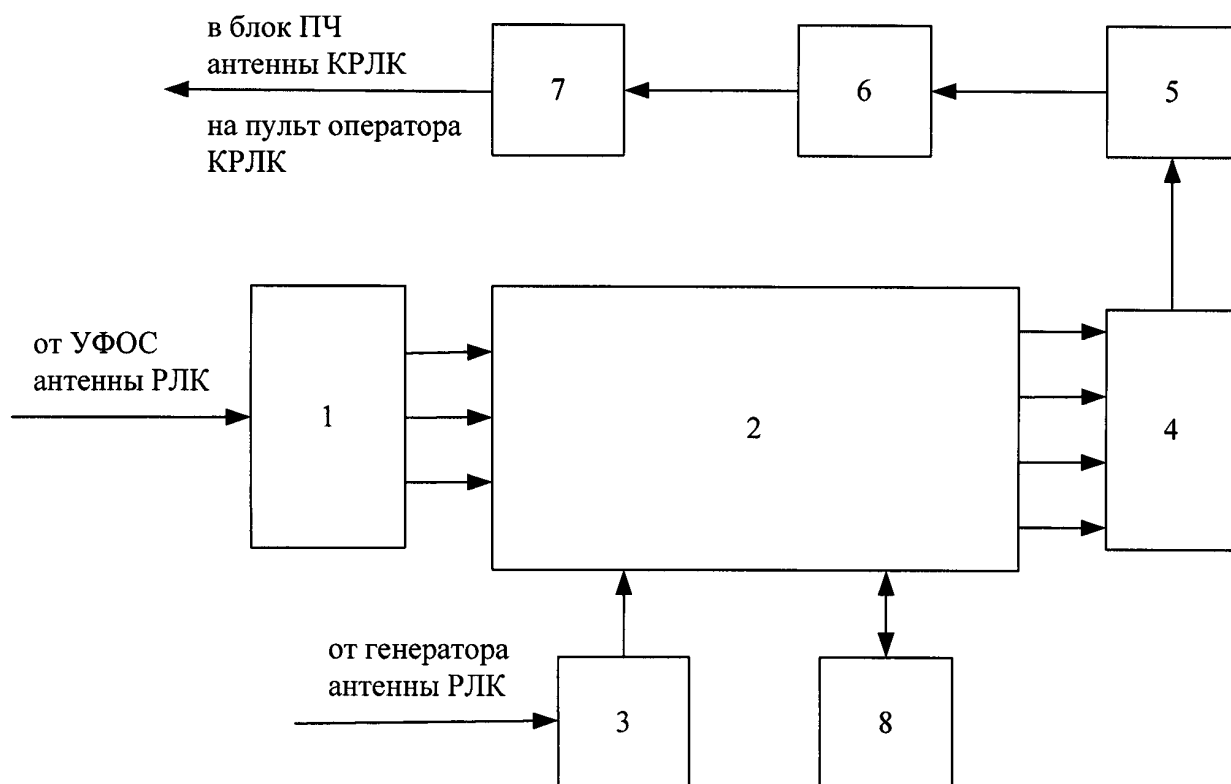 в блок ПЧ
антенны КРЛК
на пульт оператора
КРЛК
7
6
5
от УФОС
антенны РЛК
1
2
4
от генератора
антенны РЛК
3
8